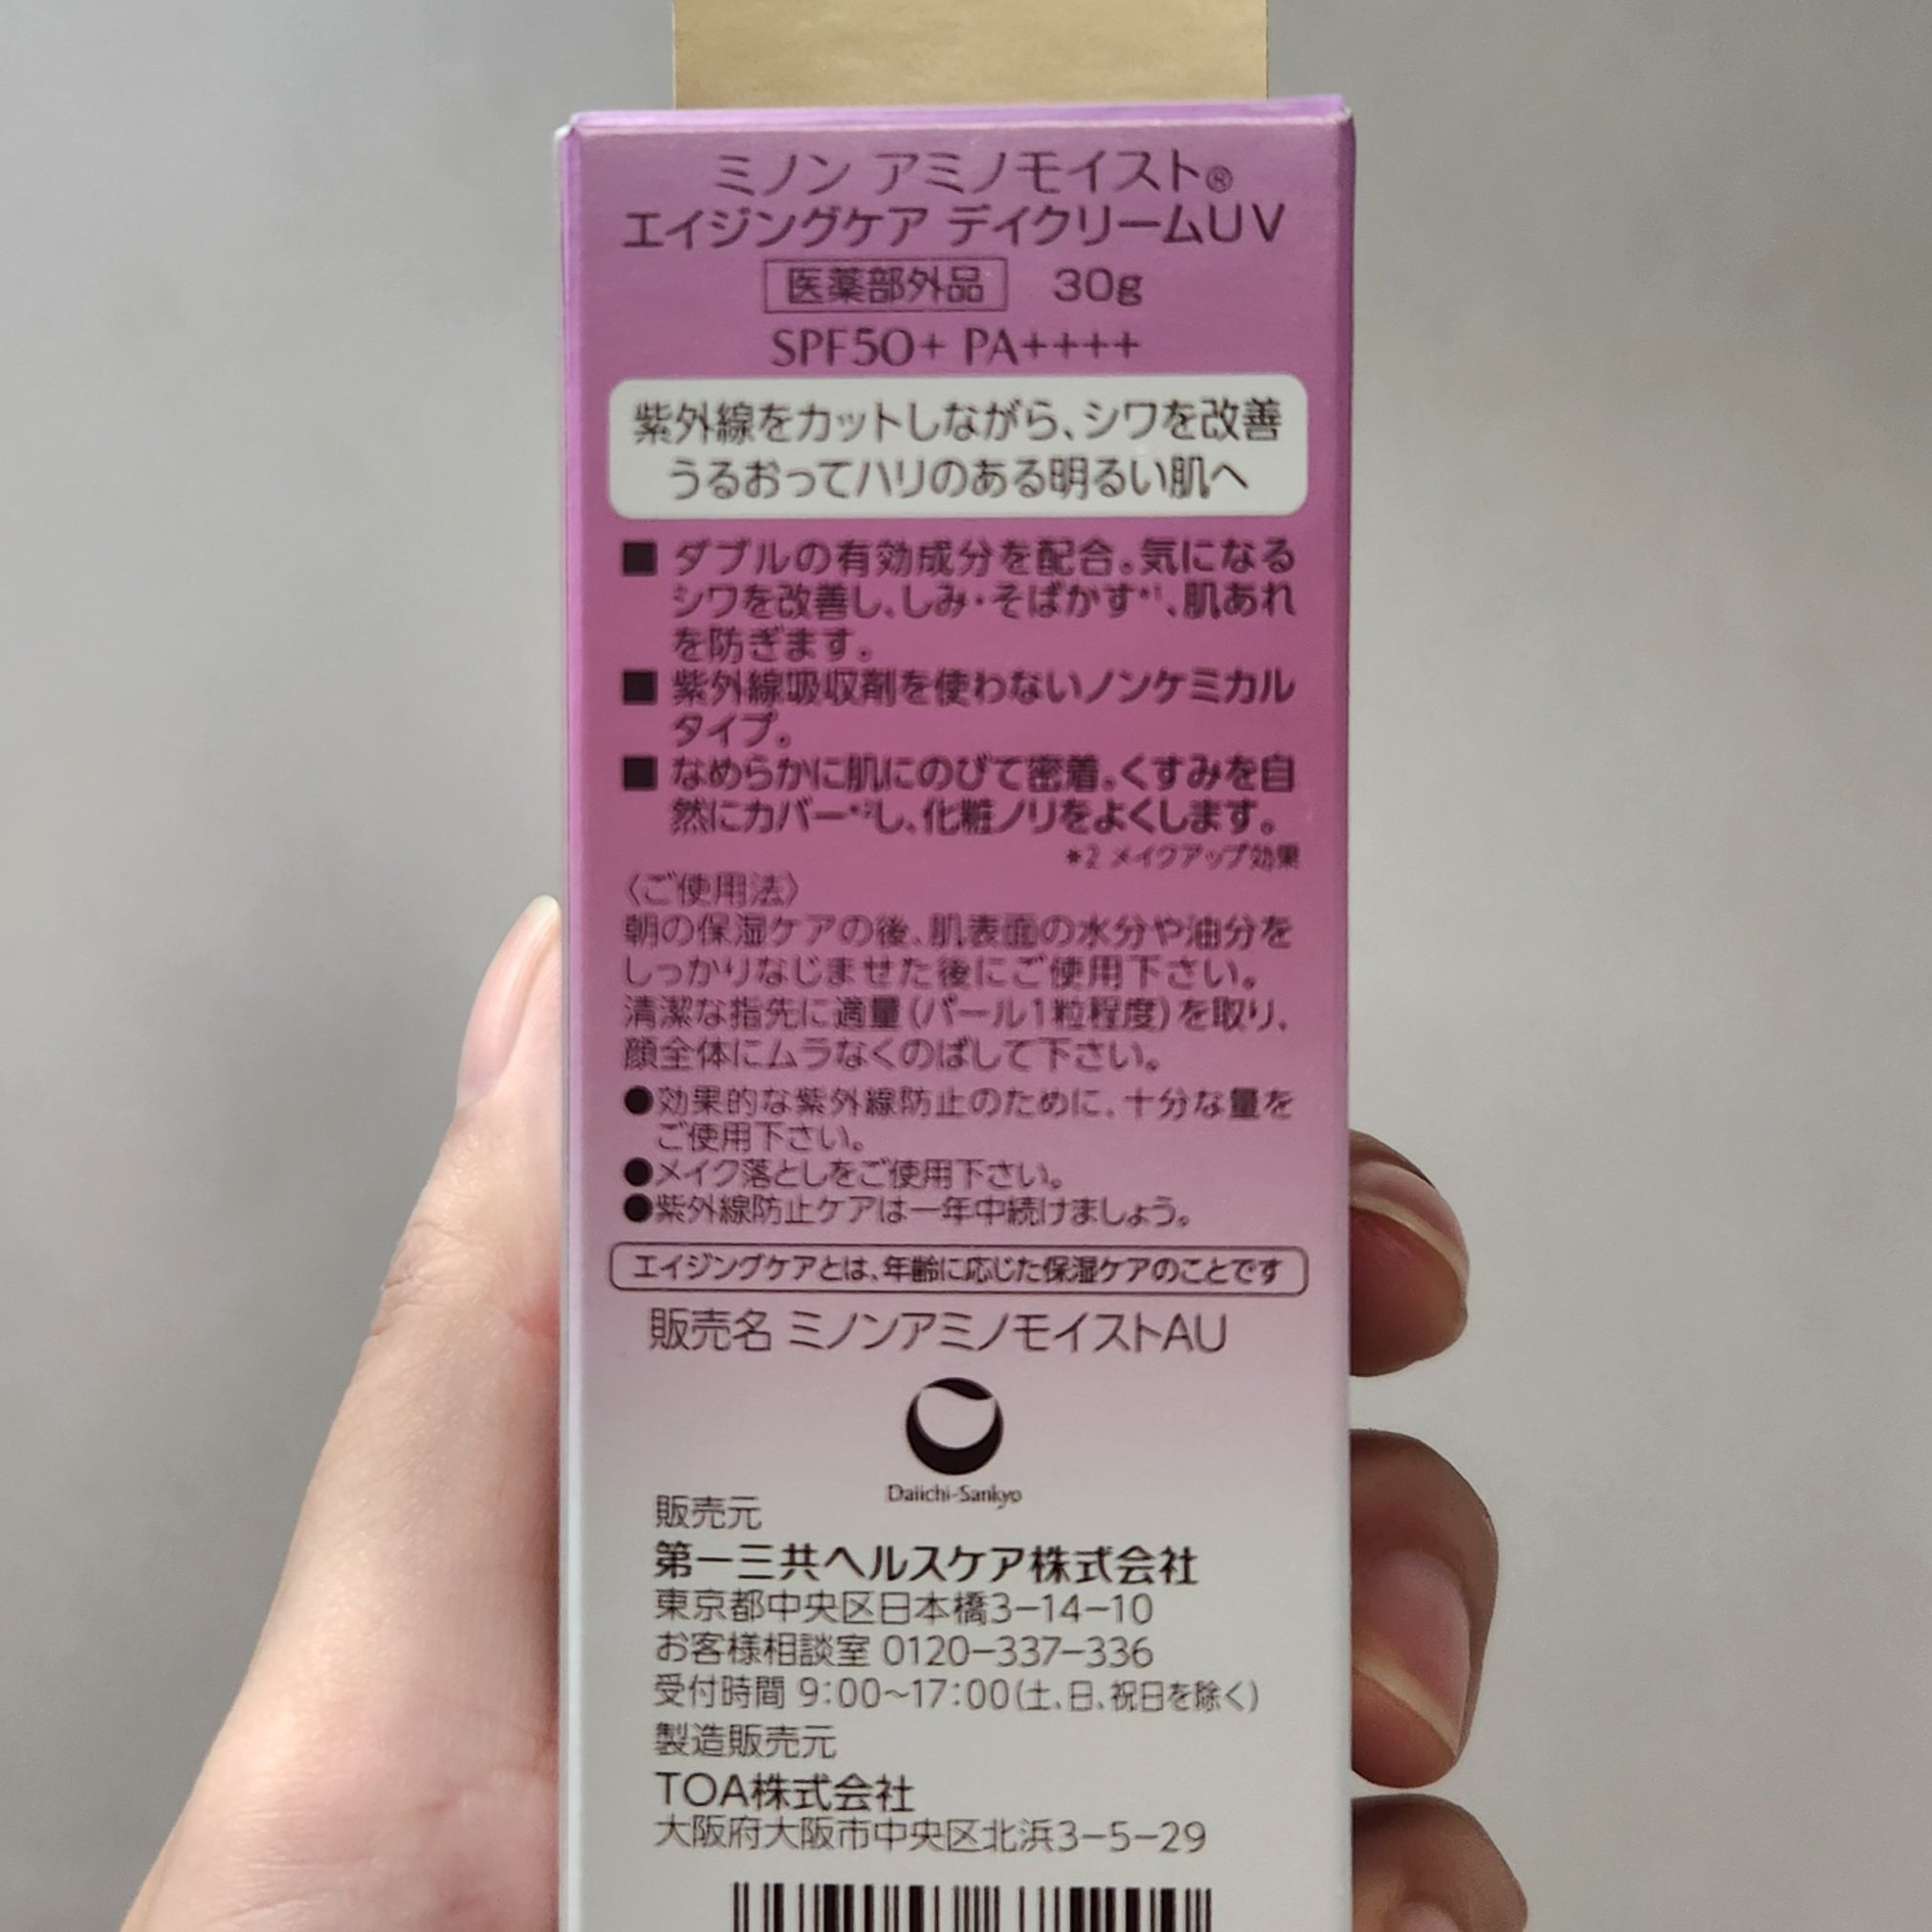 ミノン アミノモイスト®
エイジングケア デイクリームUV
医薬部外品 30g
SPF50+ PA++++
紫外線をカットしながら、シワを改善
うるおってハリのある明るい肌へ
■ ダブルの有効成分を配合。気になる
シワを改善し、しみ・そばかす*1、肌あれ
を防ぎます。
■ 紫外線吸収剤を使わないノンケミカル
タイプ。
■ なめらかに肌にのびて密着。くすみを自
然にカバー*2し、化粧ノリをよくします。
*2 メイクアップ効果
〈ご使用法〉
朝の保湿ケアの後、肌表面の水分や油分を
しっかりなじませた後にご使用下さい。
清潔な指先に適量(パール1粒程度)を取り、
顔全体にムラなくのばして下さい。
●効果的な紫外線防止のために、十分な量を
ご使用下さい。
●メイク落としをご使用下さい。
●紫外線防止ケアは一年中続けましょう。
エイジングケアとは、年齢に応じた保湿ケアのことです
販売名 ミノンアミノモイストAU
Daiichi-Sankyo
販売元
第一三共ヘルスケア株式会社
東京都中央区日本橋3-14-10
お客様相談室 0120-337-336
受付時間 9:00~17:00(土、日、祝日を除く)
製造販売元
TOA株式会社
大阪府大阪市中央区北浜3-5-29